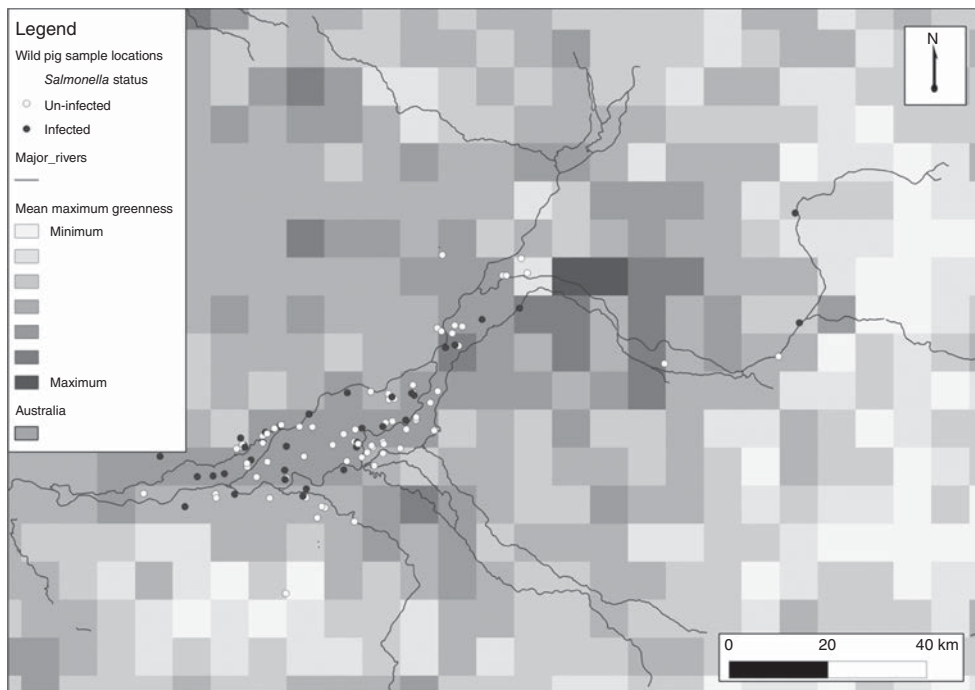 Legend
Wild pig sample locations
Salmonella status
Un-infected
Infected
Major_rivers
Mean maximum greenness
Minimum
Maximum
Australia
N
0 20 40 km